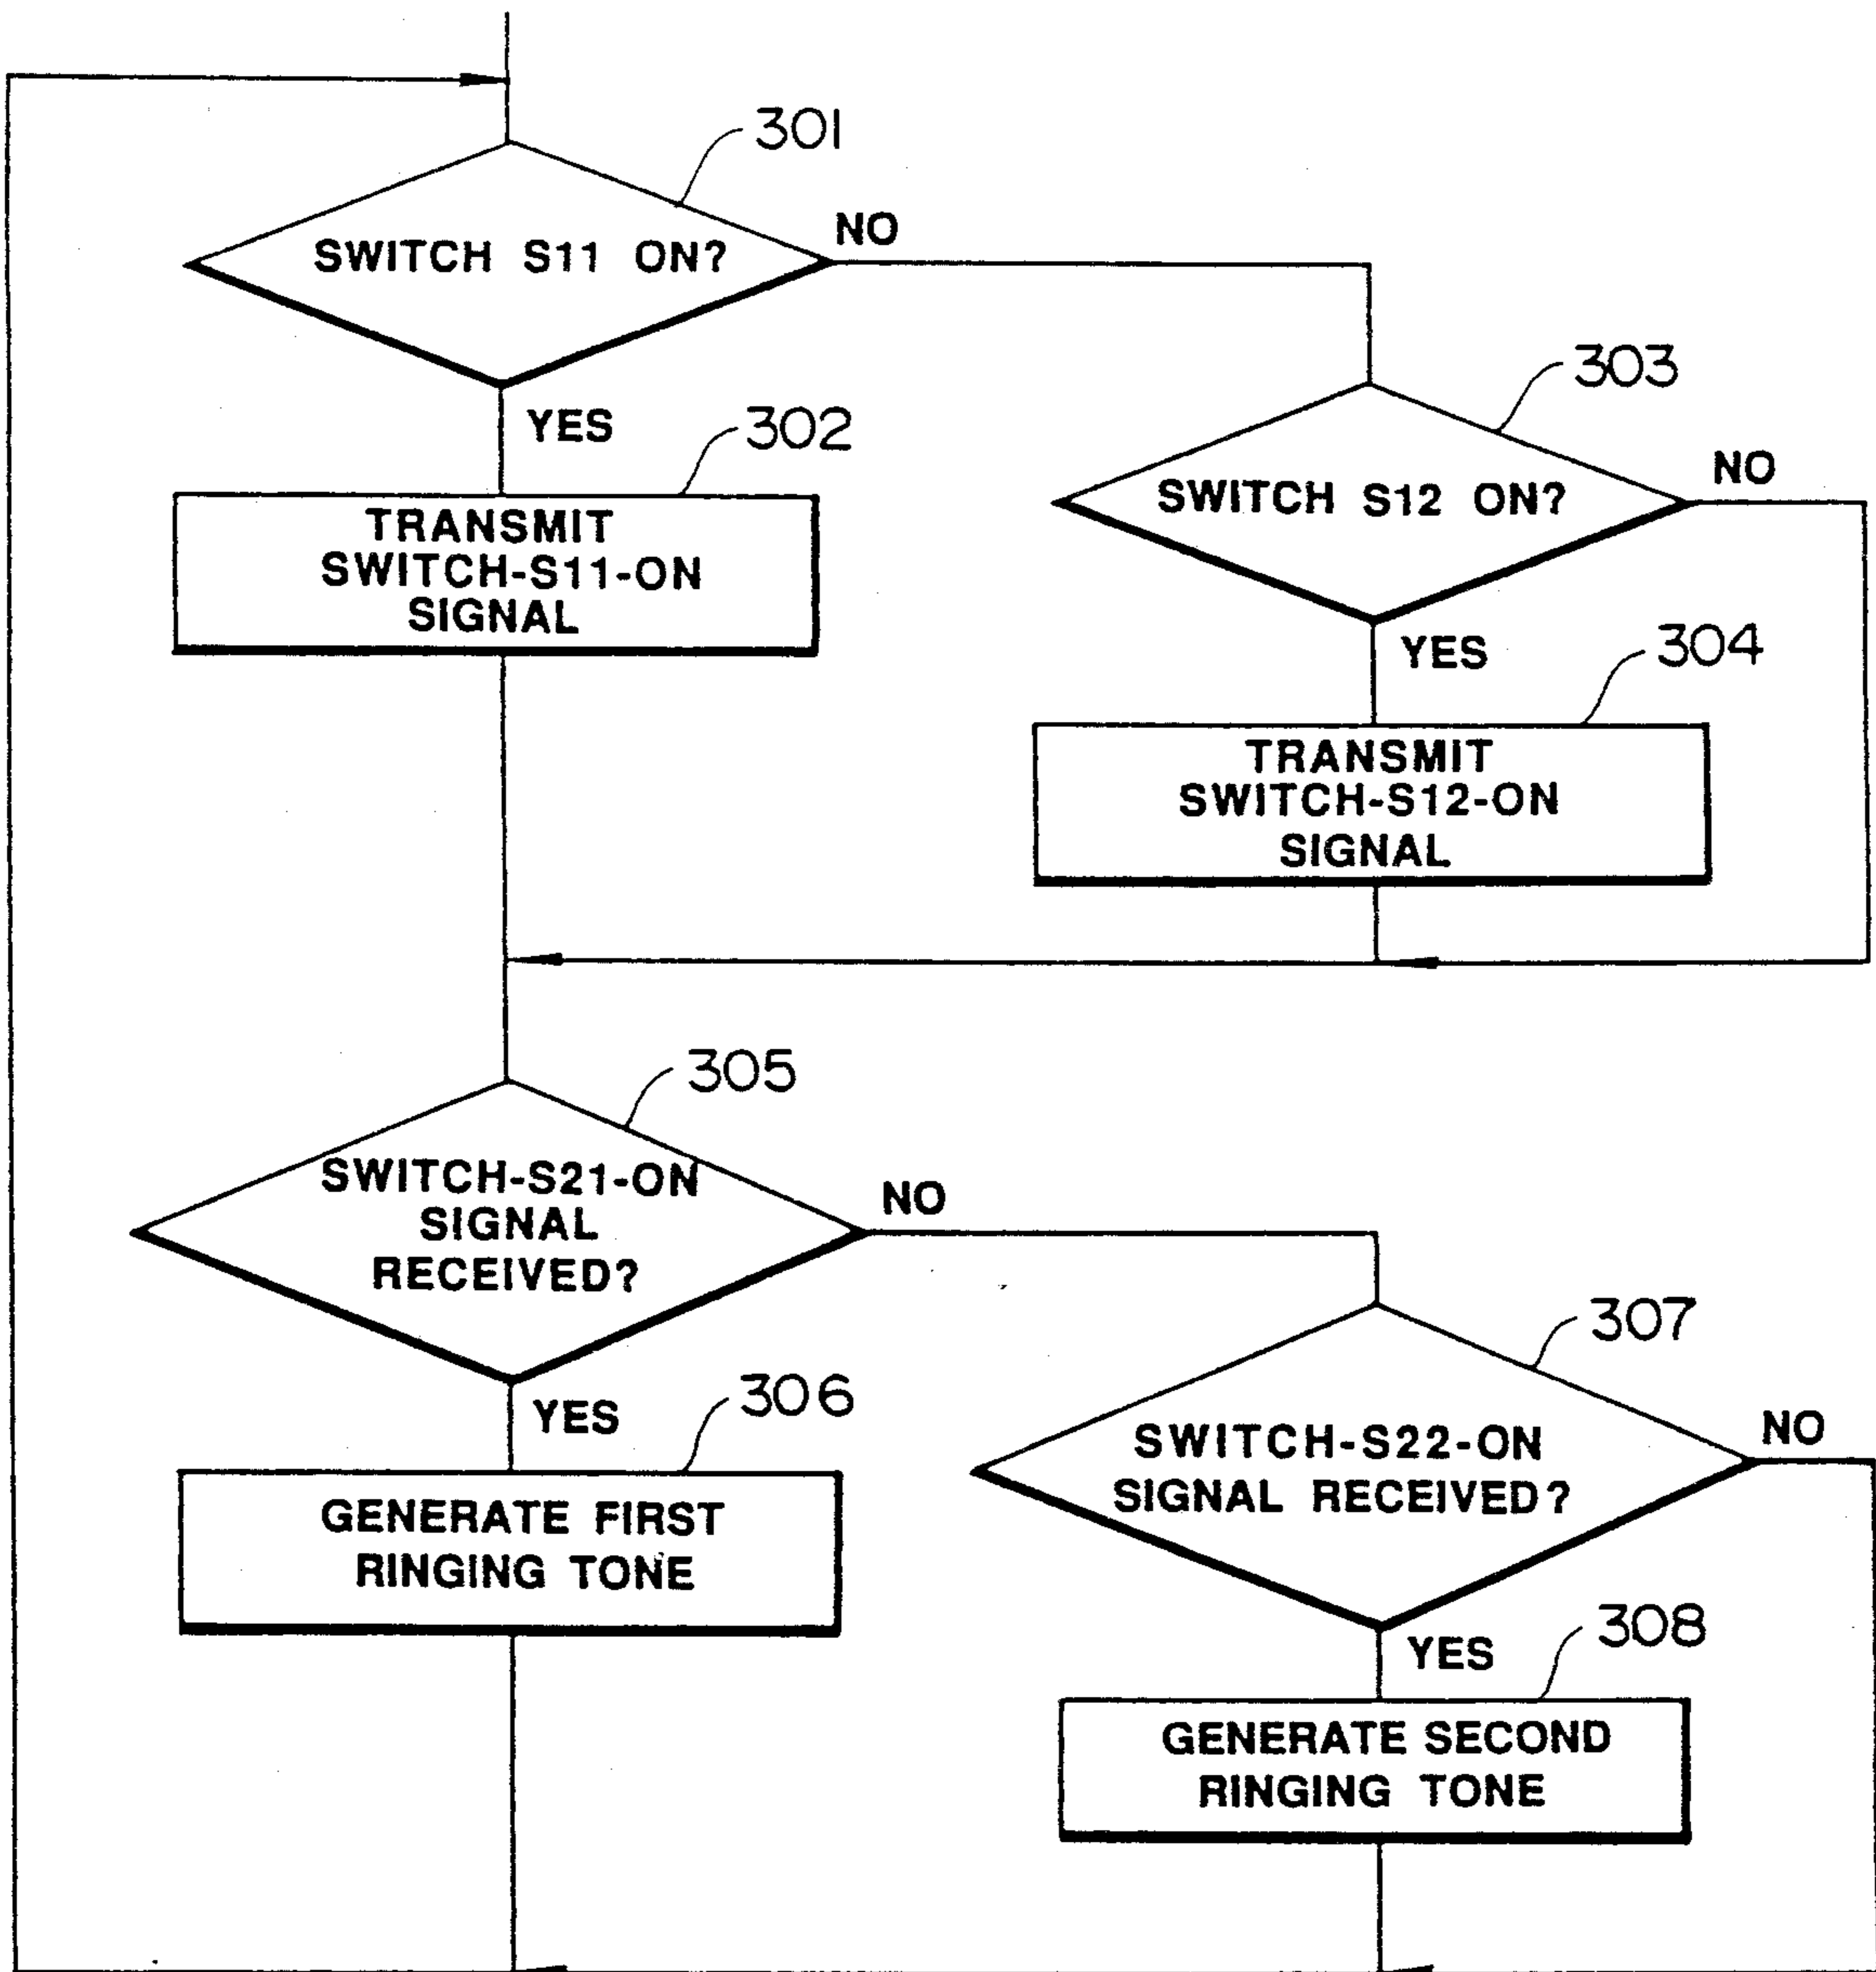 301
SWITCH S11 ON?
NO
YES
302
TRANSMIT
SWITCH-S11-ON
SIGNAL
303
SWITCH S12 ON?
NO
YES
304
TRANSMIT
SWITCH-S12-ON
SIGNAL
305
SWITCH-S21-ON
SIGNAL
RECEIVED?
NO
YES
306
GENERATE FIRST
RINGING TONE
307
SWITCH-S22-ON
SIGNAL RECEIVED?
NO
YES
308
GENERATE SECOND
RINGING TONE